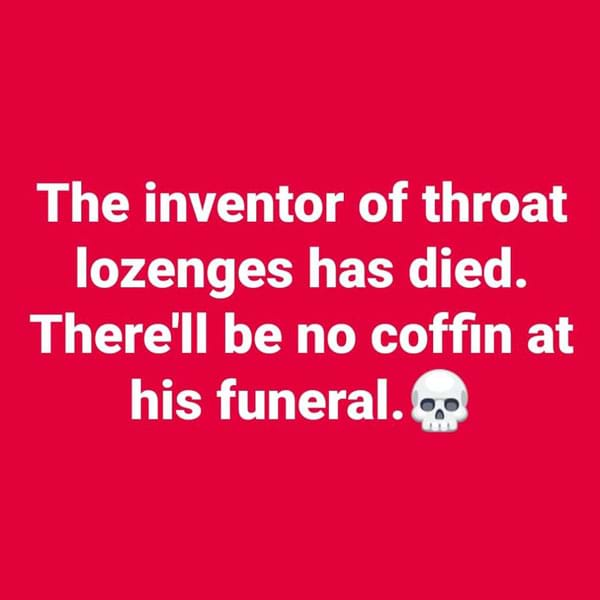 The inventor of throat
lozenges has died.
There'll be no coffin at
his funeral.💀